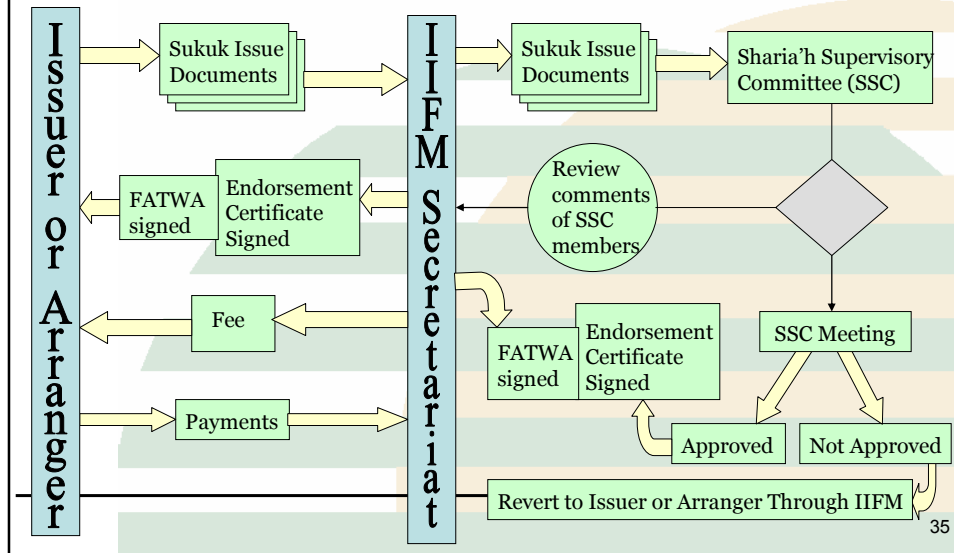 Issuer or Arranger
Sukuk Issue
Documents
IIFM Secretariat
Sukuk Issue
Documents
Sharia'h Supervisory
Committee (SSC)
FATWA
signed
Endorsement
Certificate
Signed
Review
comments
of SSC
members
Fee
FATWA
signed
Endorsement
Certificate
Signed
SSC Meeting
Payments
Approved
Not Approved
Revert to Issuer or Arranger Through IIFM
35